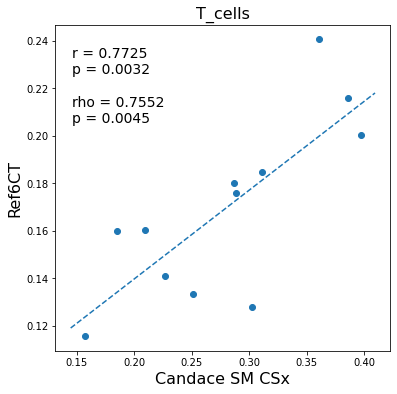 T_cells
r = 0.7725
p = 0.0032
rho = 0.7552
p = 0.0045
Ref6CT
0.24
0.22
0.20
0.18
0.16
0.14
0.12
0.15 0.20 0.25 0.30 0.35 0.40
Candace SM CSx